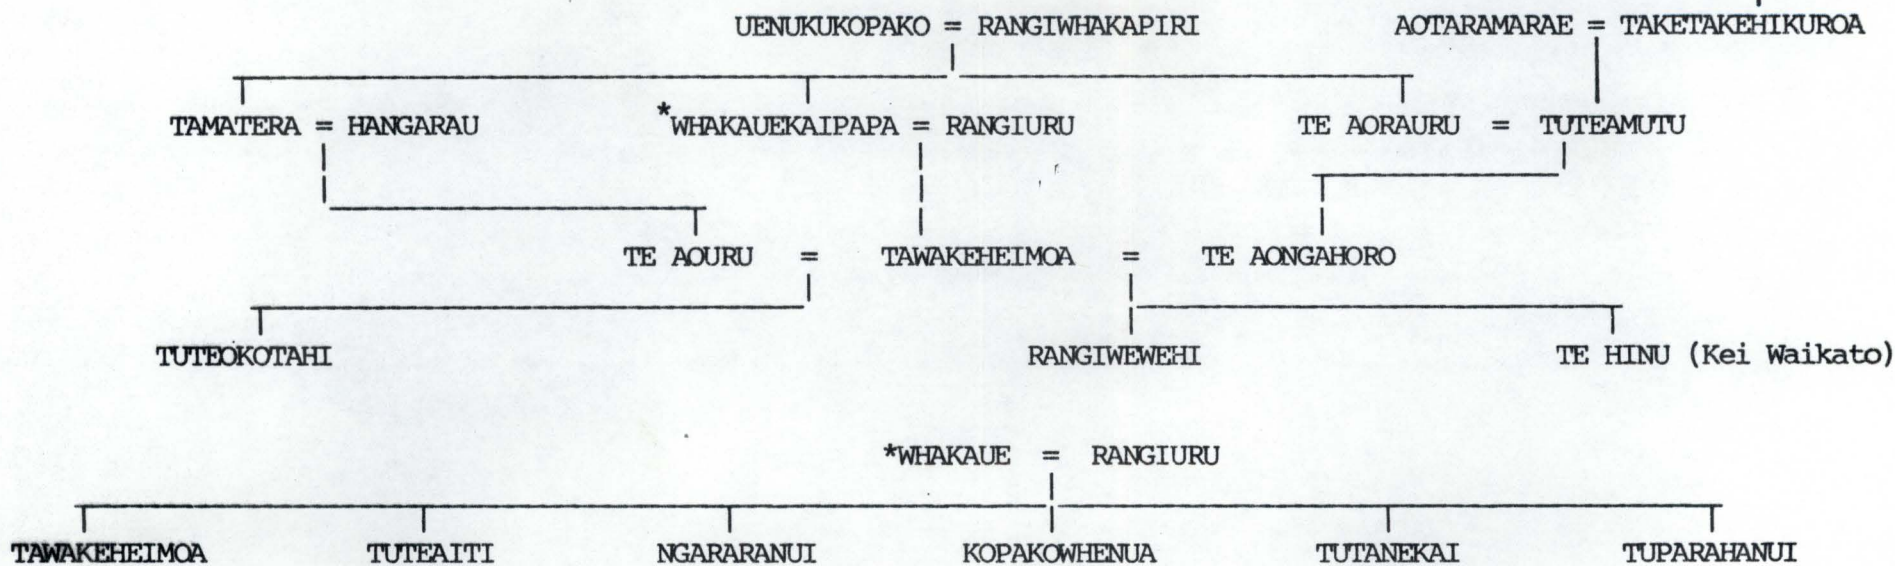 UENUKUKOPAKO = RANGIWHAKAPIRI AOTARAMARAE = TAKETAKEHIKUROA
TAMATERA = HANGARAU *WHAKAUEKAIPAPA = RANGIURU TE AORAURU = TUTEAMUTU
TE AOURU = TAWAKEHEIMOA = TE AONGAHORO
TUTEOKOTAHI RANGIWEWEHI TE HINU (Kei Waikato)
*WHAKAUE = RANGIURU
TAWAKEHEIMOA TUTEAITI NGARARANUI KOPAKOWHENUA TUTANEKAI TUPARAHANUI